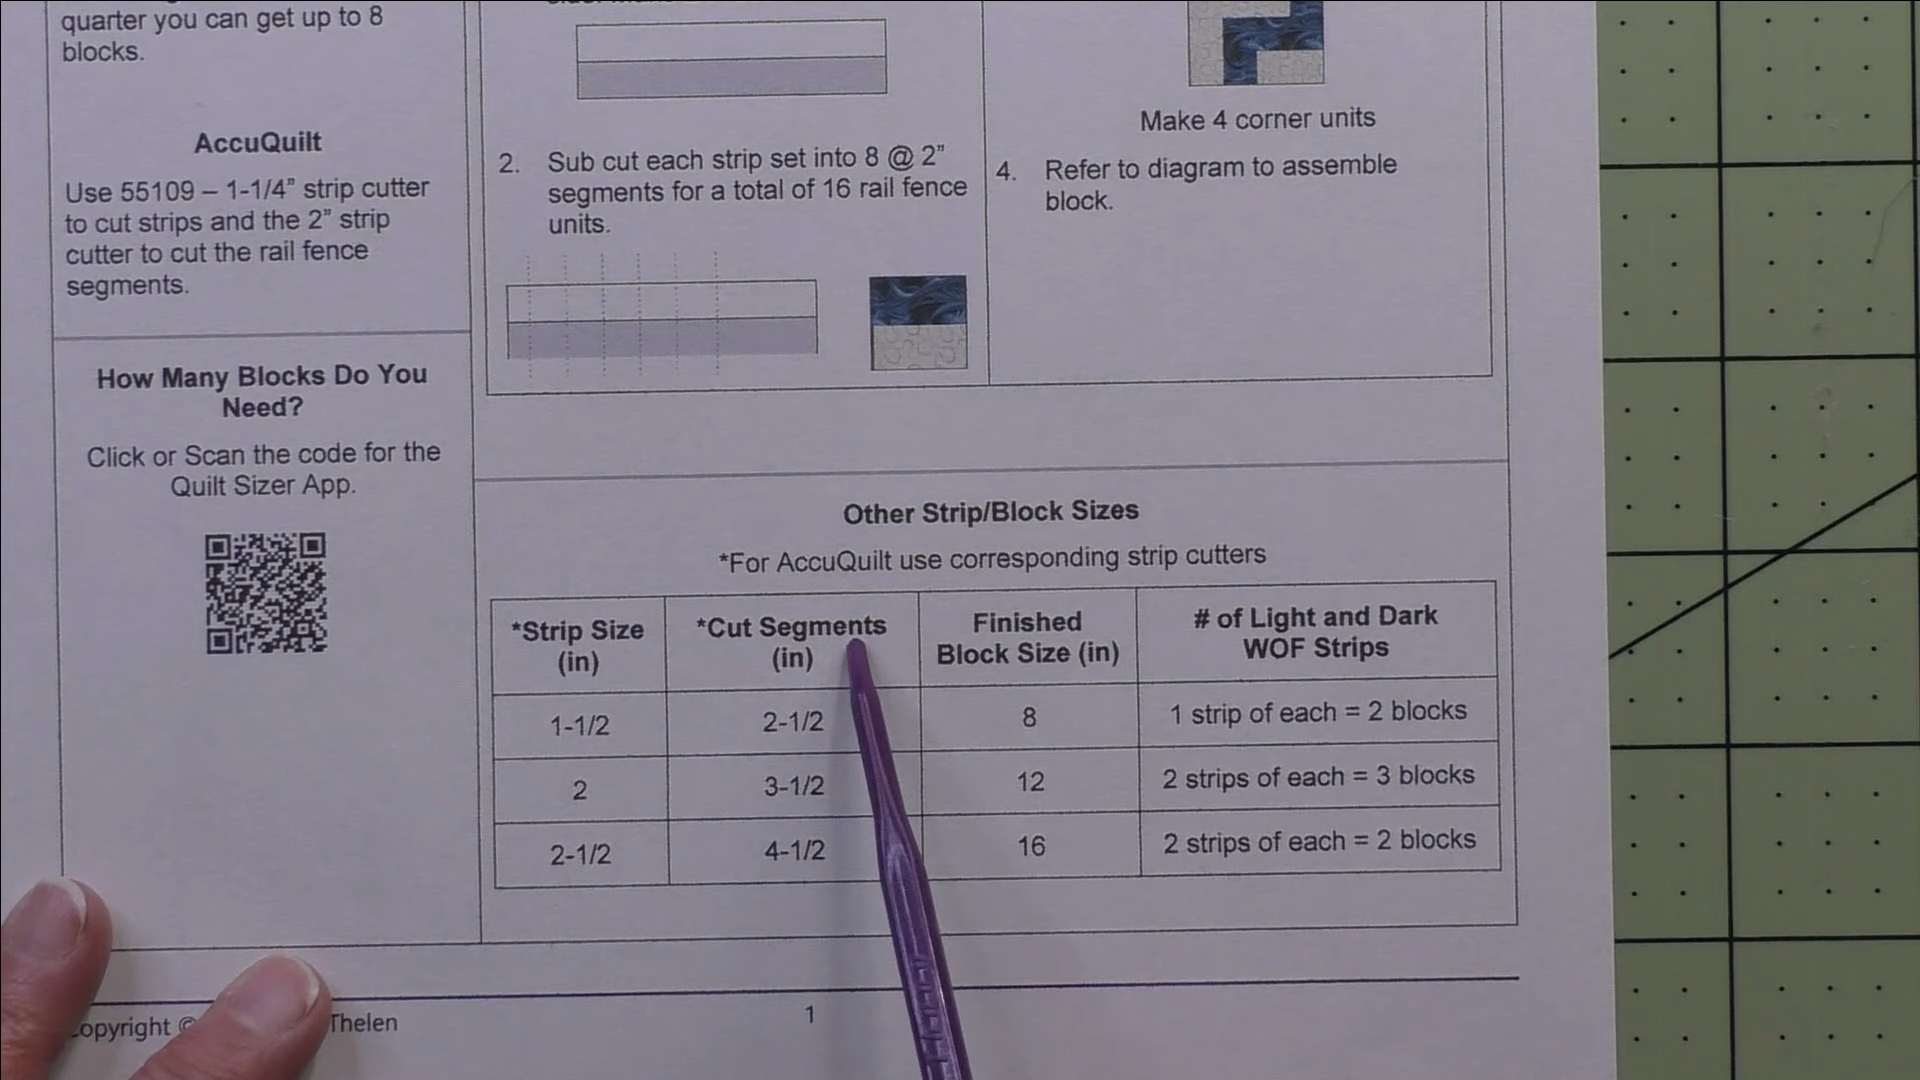 quarter you can get up to 8
blocks.
AccuQuilt
Use 55109 – 1-1/4” strip cutter
to cut strips and the 2” strip
cutter to cut the rail fence
segments.
How Many Blocks Do You
Need?
Click or Scan the code for the
Quilt Sizer App.
2. Sub cut each strip set into 8 @ 2”
segments for a total of 16 rail fence
units.
Make 4 corner units
4. Refer to diagram to assemble
block.
Other Strip/Block Sizes
*For AccuQuilt use corresponding strip cutters
*Strip Size
(in)
*Cut Segments
(in)
Finished
Block Size (in)
# of Light and Dark
WOF Strips
1-1/2
2-1/2
8
1 strip of each = 2 blocks
2
3-1/2
12
2 strips of each = 3 blocks
2-1/2
4-1/2
16
2 strips of each = 2 blocks
opyright © Thelen
1